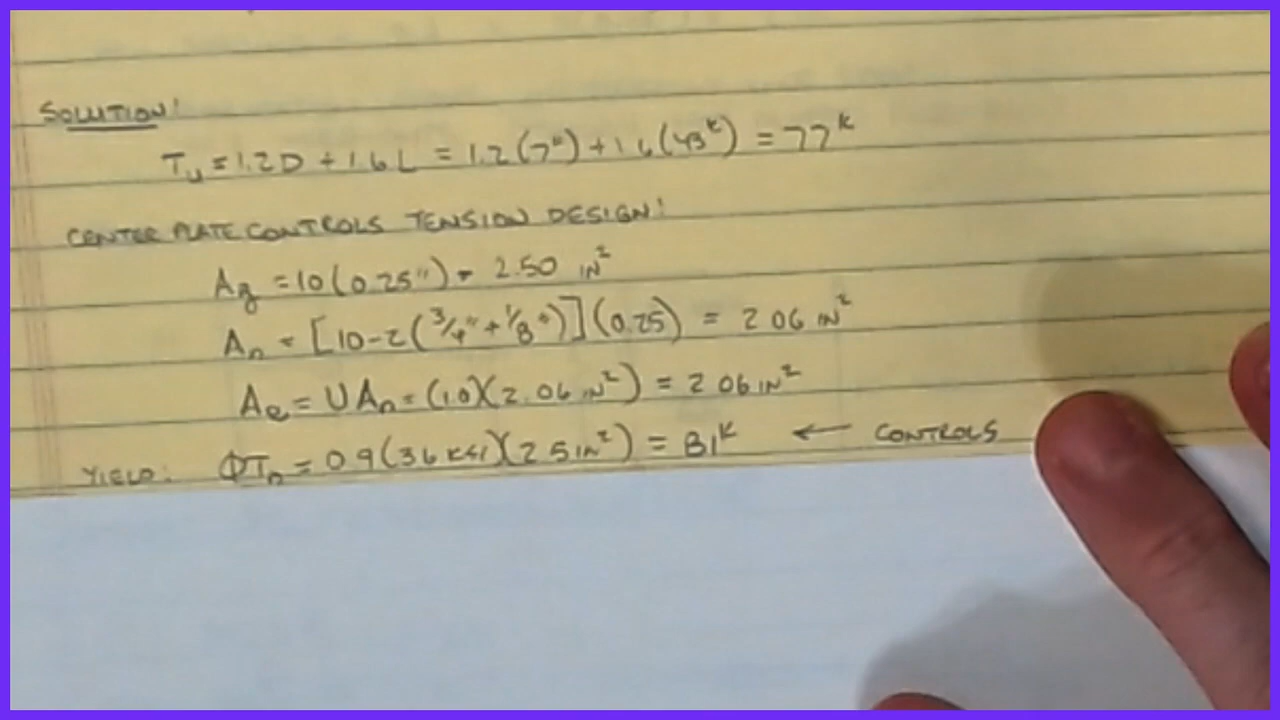 SOLUTION!
Tu = 1.2D + 1.6L = 1.2(7k) + 1.6(43k) = 77k
CENTER PLATE CONTROLS TENSION DESIGN!
Ag = 10(0.25") = 2.50 IN²
An = [10-2(3/4"+1/8")](0.25) = 2.06 IN²
Ae = UAn = (1.0)(2.06 IN²) = 2.06 IN²
YIELD: ΦTn = 0.9(36 KSI)(2.5 IN²) = 81k ← CONTROLS